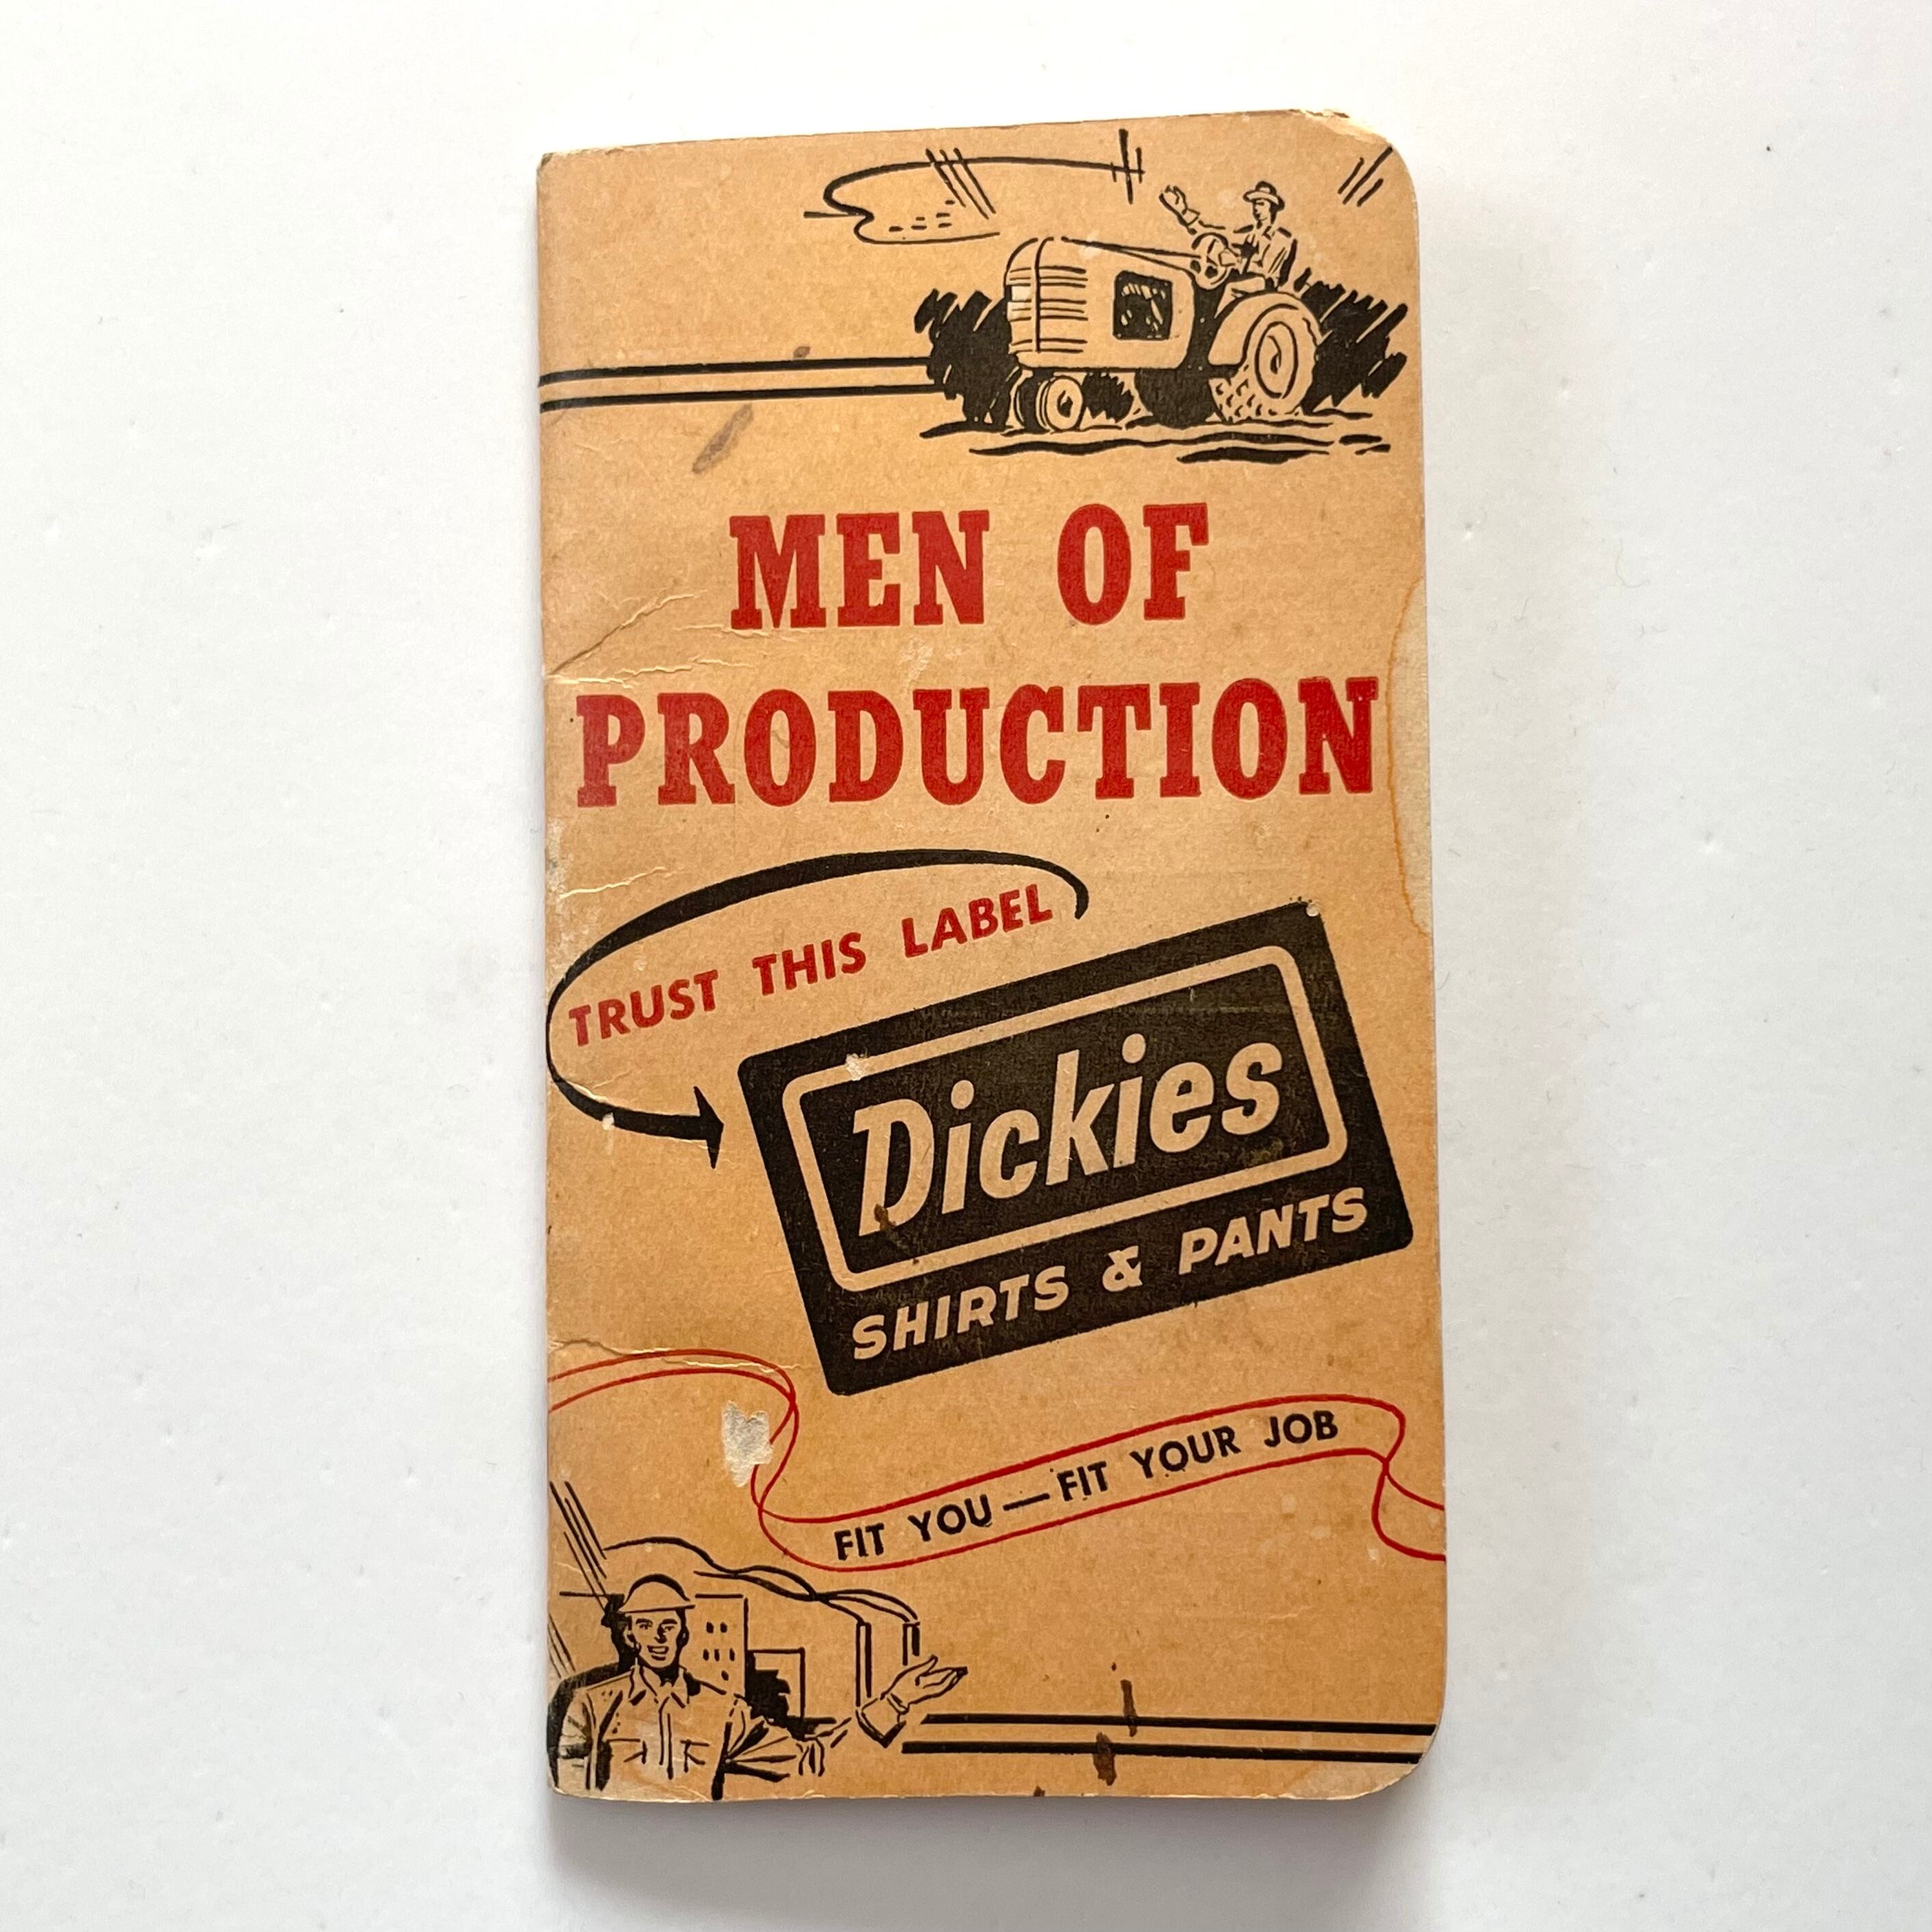 MEN OF
PRODUCTION
TRUST THIS LABEL
Dickies
SHIRTS & PANTS
FIT YOU — FIT YOUR JOB